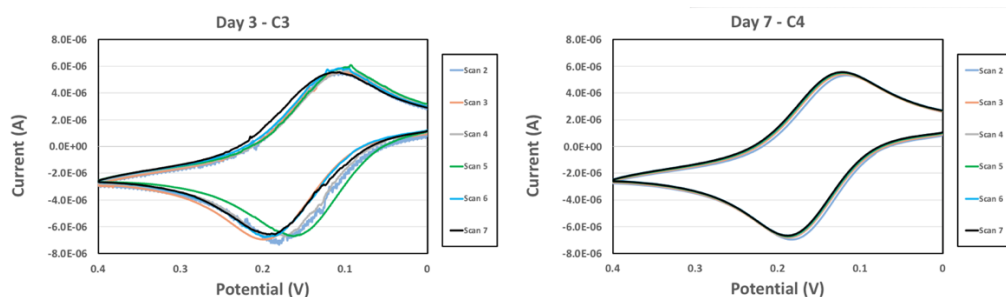 Day 3 - C3
8.0E-06
6.0E-06
4.0E-06
2.0E-06
0.0E+00
-2.0E-06
-4.0E-06
-6.0E-06
-8.0E-06
Current (A)
0.4 0.3 0.2 0.1 0
Potential (V)
Scan 2
Scan 3
Scan 4
Scan 5
Scan 6
Scan 7
Day 7 - C4
8.0E-06
6.0E-06
4.0E-06
2.0E-06
0.0E+00
-2.0E-06
-4.0E-06
-6.0E-06
-8.0E-06
Current (A)
0.4 0.3 0.2 0.1 0
Potential (V)
Scan 2
Scan 3
Scan 4
Scan 5
Scan 6
Scan 7